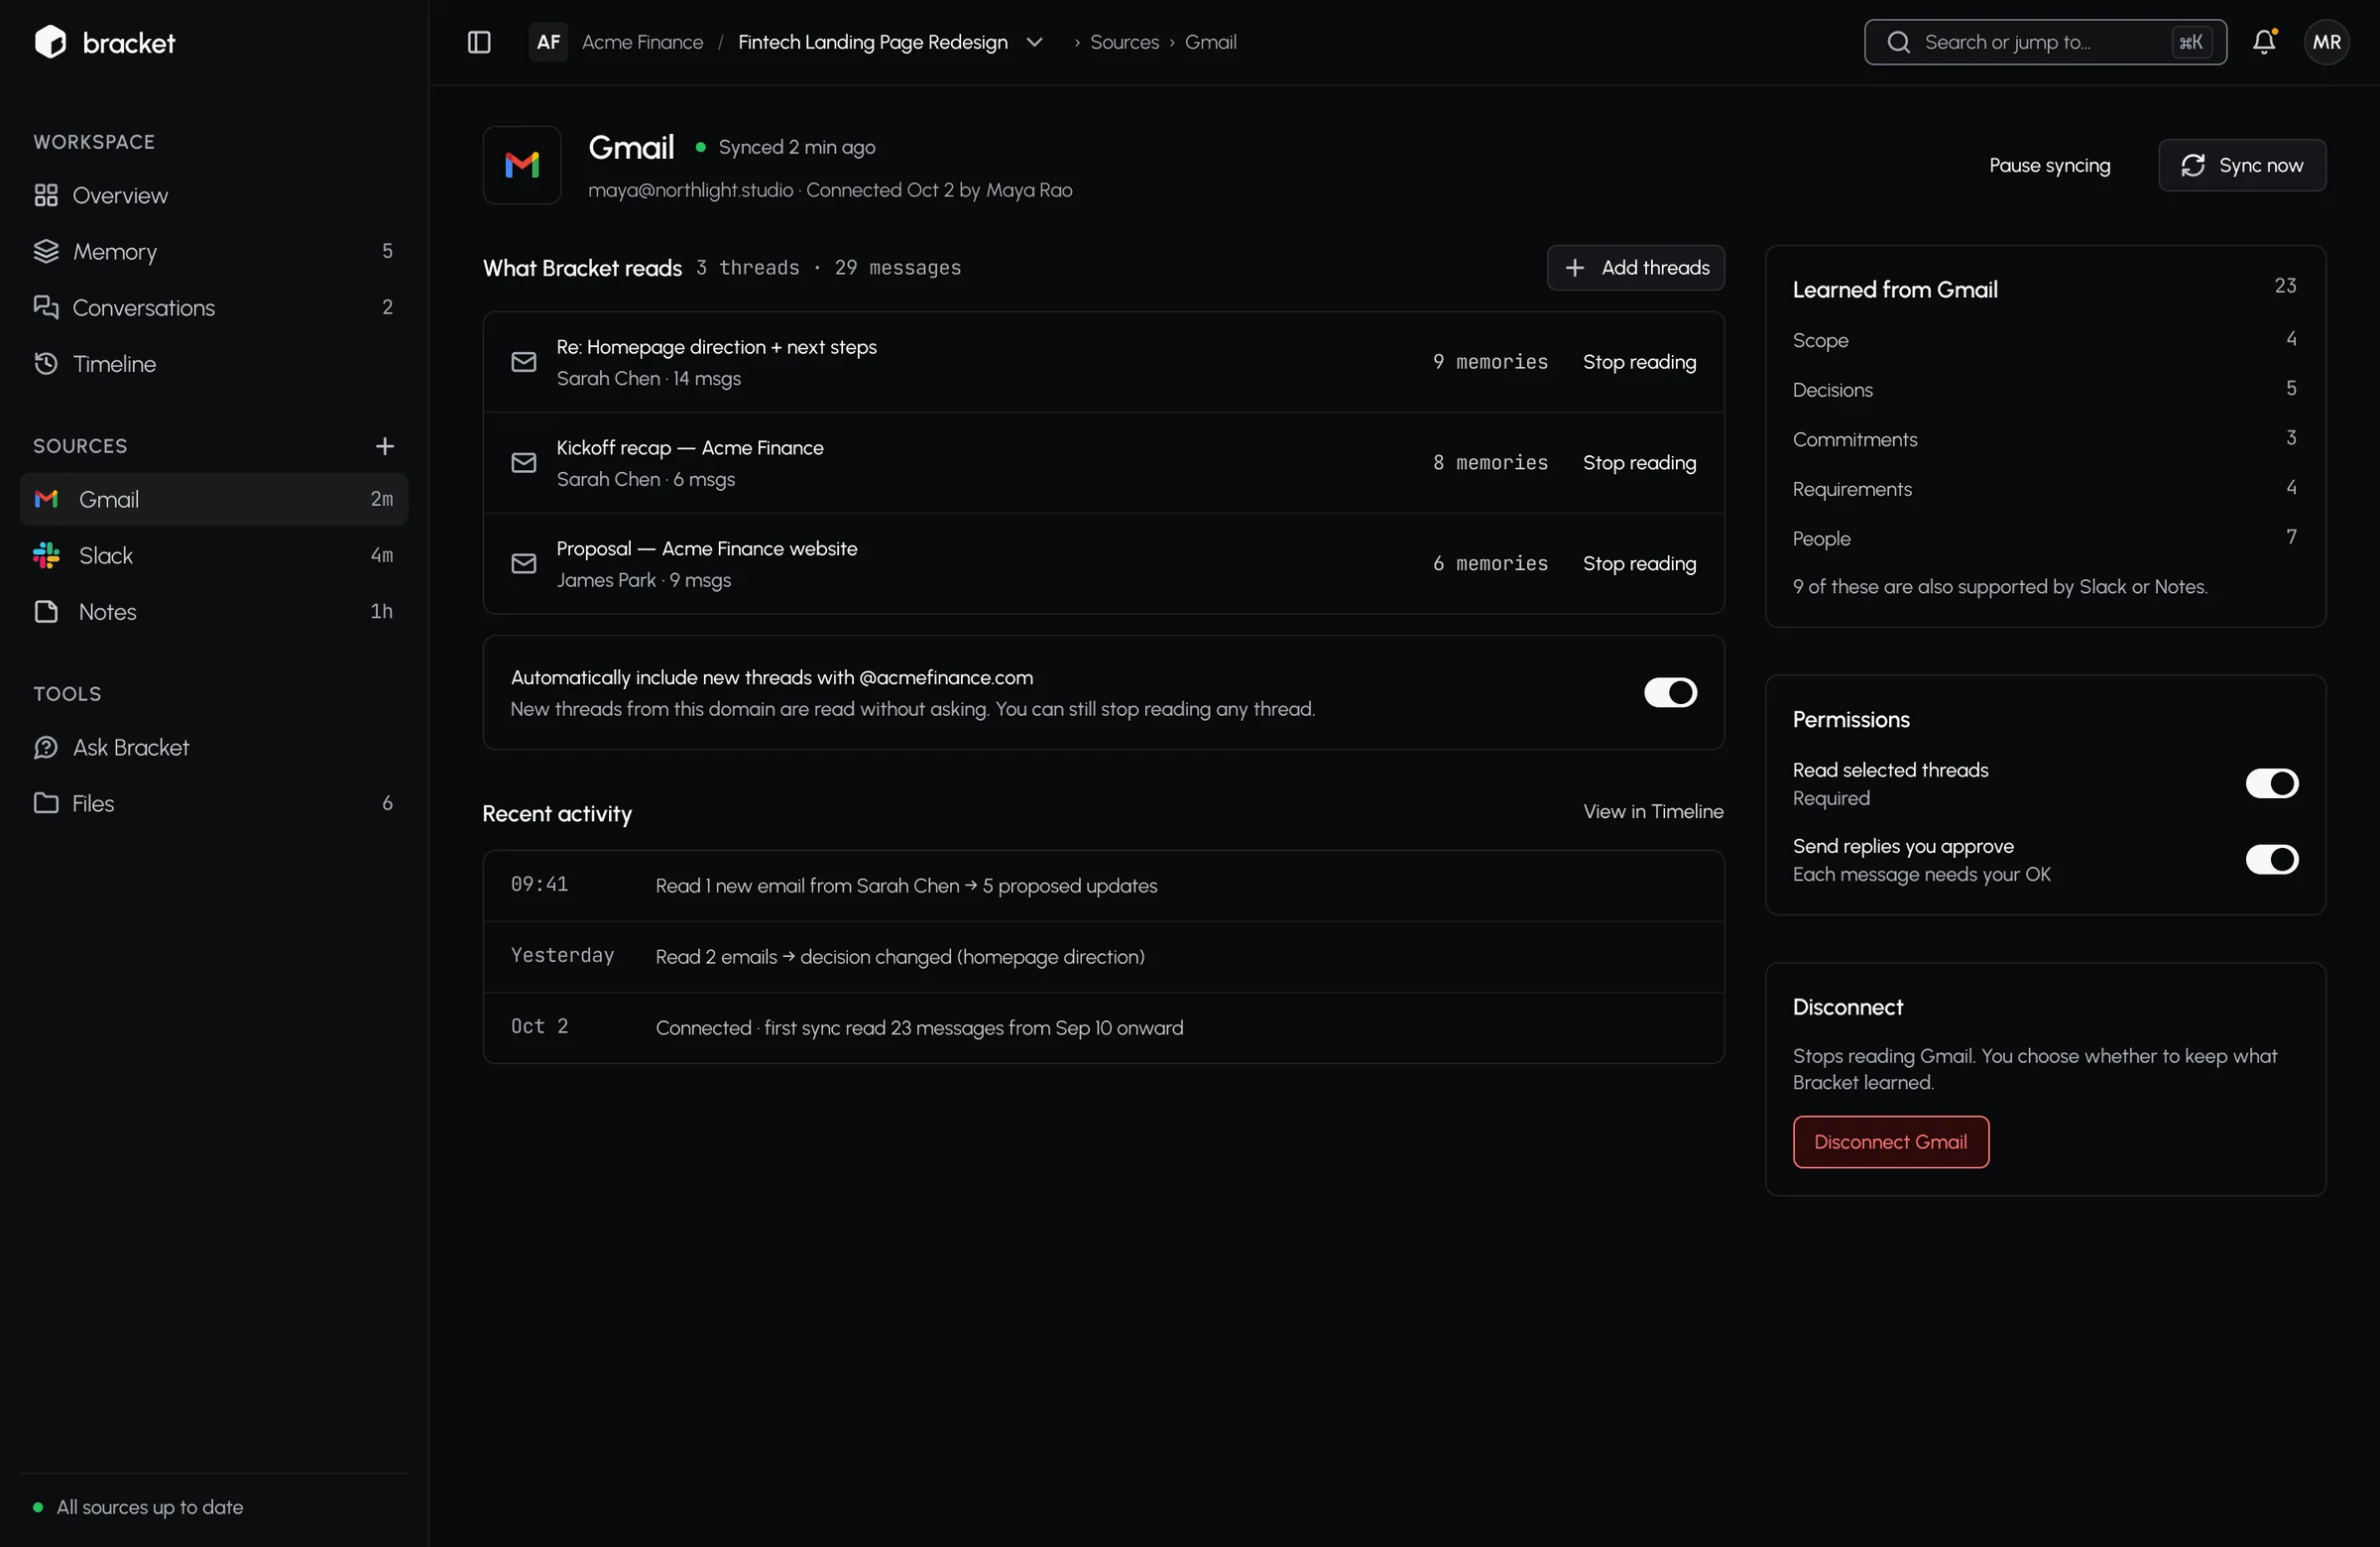 bracket
AF Acme Finance / Fintech Landing Page Redesign › Sources › Gmail
Search or jump to... ⌘K
MR
WORKSPACE
Overview
Memory 5
Conversations 2
Timeline
SOURCES
Gmail 2m
Slack 4m
Notes 1h
TOOLS
Ask Bracket
Files 6
All sources up to date
Gmail Synced 2 min ago
maya@northlight.studio · Connected Oct 2 by Maya Rao
Pause syncing
Sync now
What Bracket reads 3 threads · 29 messages
Add threads
Re: Homepage direction + next steps
Sarah Chen · 14 msgs
9 memories Stop reading
Kickoff recap — Acme Finance
Sarah Chen · 6 msgs
8 memories Stop reading
Proposal — Acme Finance website
James Park · 9 msgs
6 memories Stop reading
Automatically include new threads with @acmefinance.com
New threads from this domain are read without asking. You can still stop reading any thread.
Recent activity
View in Timeline
09:41 Read 1 new email from Sarah Chen → 5 proposed updates
Yesterday Read 2 emails → decision changed (homepage direction)
Oct 2 Connected · first sync read 23 messages from Sep 10 onward
Learned from Gmail 23
Scope 4
Decisions 5
Commitments 3
Requirements 4
People 7
9 of these are also supported by Slack or Notes.
Permissions
Read selected threads
Required
Send replies you approve
Each message needs your OK
Disconnect
Stops reading Gmail. You choose whether to keep what
Bracket learned.
Disconnect Gmail